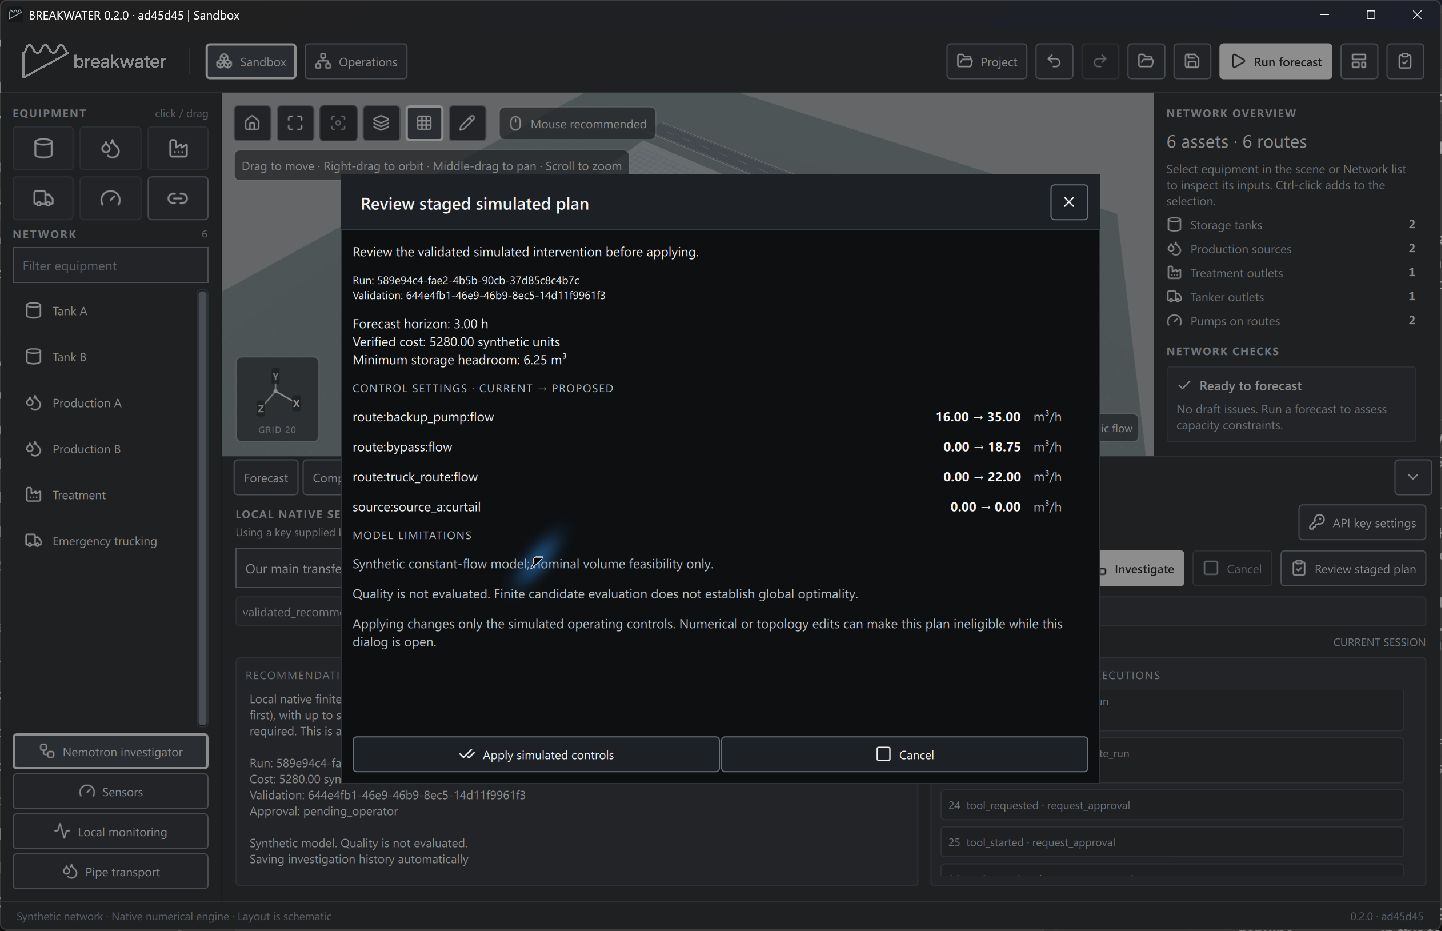 BREAKWATER 0.2.0 · ad45d45 | Sandbox
breakwater
Sandbox
Operations
Project
Run forecast
EQUIPMENT
click / drag
NETWORK
6
Filter equipment
Tank A
Tank B
Production A
Production B
Treatment
Emergency trucking
Nemotron investigator
Sensors
Local monitoring
Pipe transport
Mouse recommended
Drag to move · Right-drag to orbit · Middle-drag to pan · Scroll to zoom
Y
Z
X
GRID 20
ic flow
Review staged simulated plan
Review the validated simulated intervention before applying.
Run: 589e94c4-fae2-4b5b-90cb-37d85c8c4b7c
Validation: 644e4fb1-46e9-46b9-8ec5-14d11f9961f3
Forecast horizon: 3.00 h
Verified cost: 5280.00 synthetic units
Minimum storage headroom: 6.25 m³
CONTROL SETTINGS · CURRENT → PROPOSED
route:backup_pump:flow 16.00 → 35.00 m³/h
route:bypass:flow 0.00 → 18.75 m³/h
route:truck_route:flow 0.00 → 22.00 m³/h
source:source_a:curtail 0.00 → 0.00 m³/h
MODEL LIMITATIONS
Synthetic constant-flow model; nominal volume feasibility only.
Quality is not evaluated. Finite candidate evaluation does not establish global optimality.
Applying changes only the simulated operating controls. Numerical or topology edits can make this plan ineligible while this
dialog is open.
Apply simulated controls
Cancel
NETWORK OVERVIEW
6 assets · 6 routes
Select equipment in the scene or Network list
to inspect its inputs. Ctrl-click adds to the
selection.
Storage tanks 2
Production sources 2
Treatment outlets 1
Tanker outlets 1
Pumps on routes 2
NETWORK CHECKS
Ready to forecast
No draft issues. Run a forecast to assess
capacity constraints.
Forecast
Comp
LOCAL NATIVE SE
Using a key supplied l
API key settings
Our main transfe
Investigate
Cancel
Review staged plan
validated_recomm
CURRENT SESSION
RECOMMENDATI
Local native finite
first), with up to s
required. This is a
Run: 589e94c4-fa
Cost: 5280.00 syn
Validation: 644e4fb1-46e9-46b9-8ec5-14d11f9961f3
Approval: pending_operator
Synthetic model. Quality is not evaluated.
Saving investigation history automatically
ECUTIONS
un
te_run
24 tool_requested · request_approval
25 tool_started · request_approval
Synthetic network · Native numerical engine · Layout is schematic
0.2.0 · ad45d45